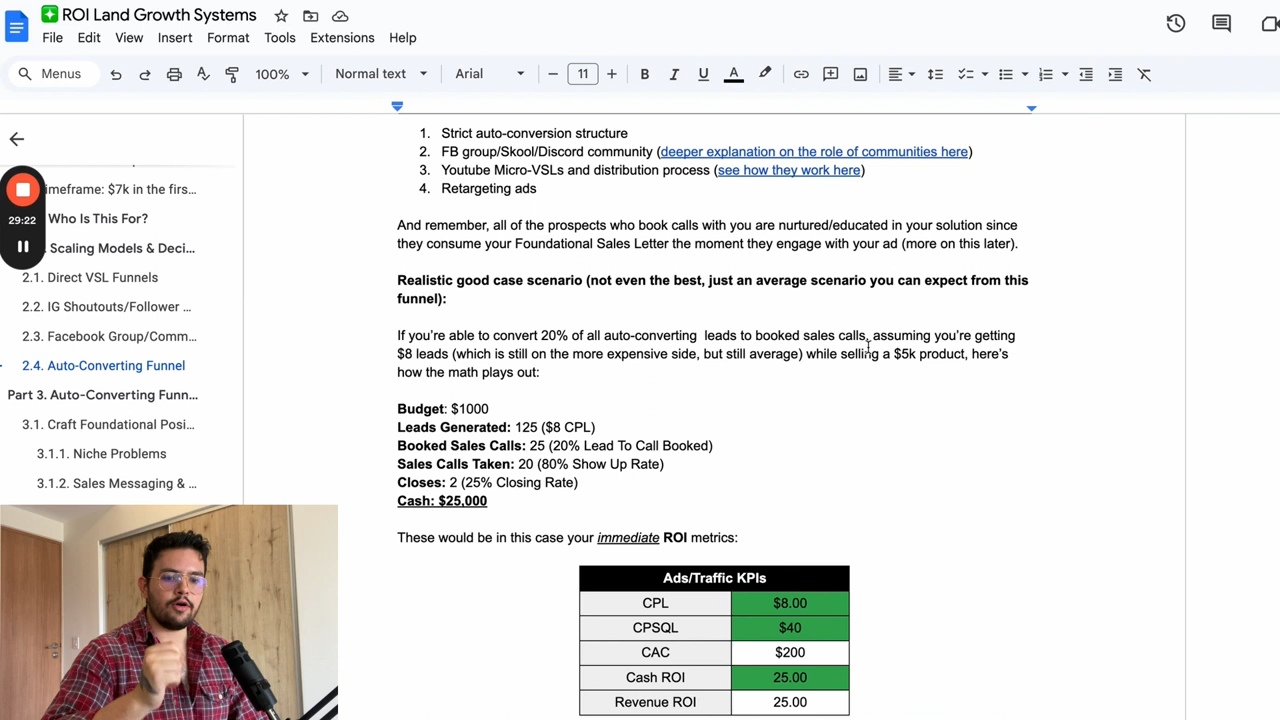 ROI Land Growth Systems
File Edit View Insert Format Tools Extensions Help
Menus 100% Normal text Arial 11 B I U A
29:22
imeframe: $7k in the firs...
Who Is This For?
Scaling Models & Deci...
2.1. Direct VSL Funnels
2.2. IG Shoutouts/Follower ...
2.3. Facebook Group/Comm...
2.4. Auto-Converting Funnel
Part 3. Auto-Converting Funn...
3.1. Craft Foundational Posi...
3.1.1. Niche Problems
3.1.2. Sales Messaging & ...
1. Strict auto-conversion structure
2. FB group/Skool/Discord community (deeper explanation on the role of communities here)
3. Youtube Micro-VSLs and distribution process (see how they work here)
4. Retargeting ads
And remember, all of the prospects who book calls with you are nurtured/educated in your solution since
they consume your Foundational Sales Letter the moment they engage with your ad (more on this later).
Realistic good case scenario (not even the best, just an average scenario you can expect from this
funnel):
If you're able to convert 20% of all auto-converting leads to booked sales calls, assuming you're getting
$8 leads (which is still on the more expensive side, but still average) while selling a $5k product, here's
how the math plays out:
Budget: $1000
Leads Generated: 125 ($8 CPL)
Booked Sales Calls: 25 (20% Lead To Call Booked)
Sales Calls Taken: 20 (80% Show Up Rate)
Closes: 2 (25% Closing Rate)
Cash: $25,000
These would be in this case your immediate ROI metrics:
Ads/Traffic KPIs
CPL $8.00
CPSQL $40
CAC $200
Cash ROI 25.00
Revenue ROI 25.00